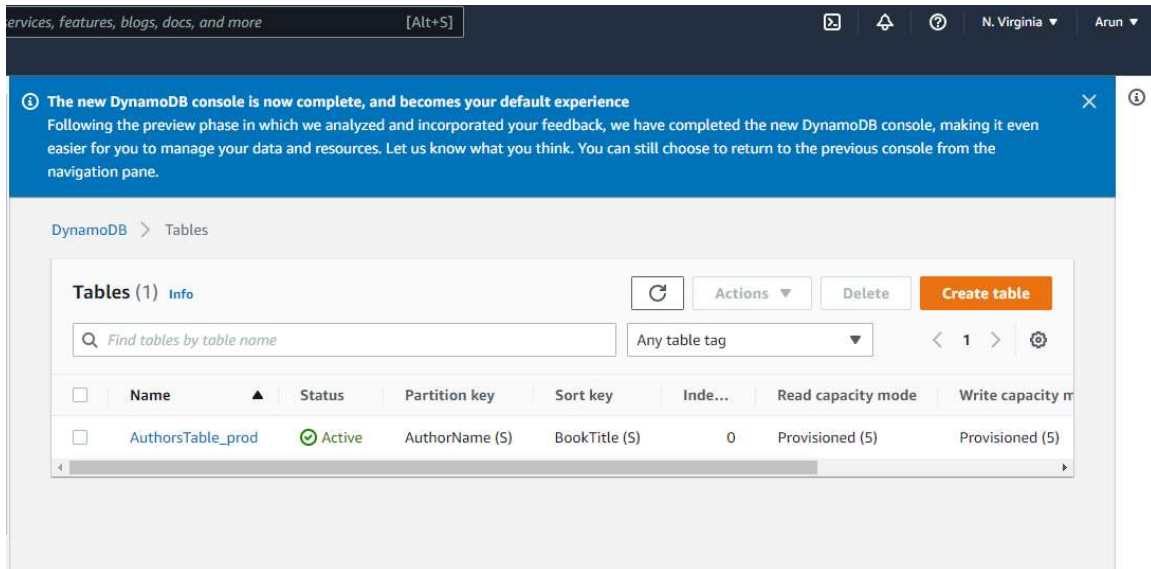 ervices, features, blogs, docs, and more [Alt+S] N. Virginia ▼ Arun ▼
The new DynamoDB console is now complete, and becomes your default experience
Following the preview phase in which we analyzed and incorporated your feedback, we have completed the new DynamoDB console, making it even
easier for you to manage your data and resources. Let us know what you think. You can still choose to return to the previous console from the
navigation pane.
DynamoDB > Tables
Tables (1) Info Actions ▼ Delete Create table
Find tables by table name Any table tag ▼ < 1 >
Name ▲ Status Partition key Sort key Inde... Read capacity mode Write capacity m
AuthorsTable_prod Active AuthorName (S) BookTitle (S) 0 Provisioned (5) Provisioned (5)